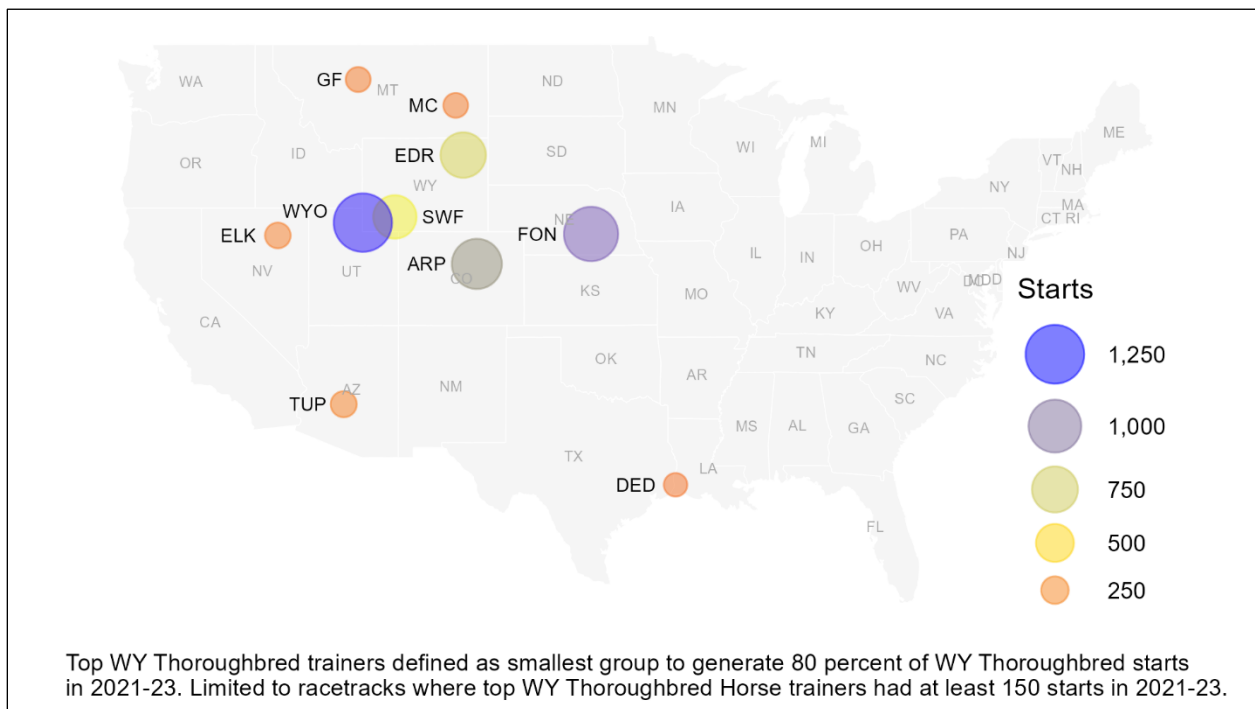 WA
GF
MT
ND
MC
MN
ME
OR
ID
EDR
SD
WI
MI
VT
NH
NY
WY
MA
WYO
SWF
CT RI
IA
NE
FON
ELK
PA
NJ
NV
UT
ARP
CO
IL
IN
OH
DC
MDD
WV
KS
MO
KY
VA
CA
Starts
1,250
TN
NC
OK
AR
NM
AZ
TUP
SC
MS
AL
GA
1,000
TX
LA
DED
750
FL
500
250
Top WY Thoroughbred trainers defined as smallest group to generate 80 percent of WY Thoroughbred starts
in 2021-23. Limited to racetracks where top WY Thoroughbred Horse trainers had at least 150 starts in 2021-23.